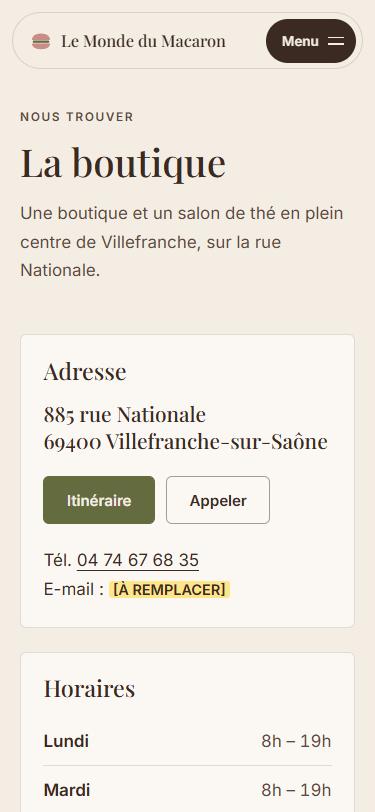 Le Monde du Macaron
Menu
NOUS TROUVER
La boutique
Une boutique et un salon de thé en plein
centre de Villefranche, sur la rue
Nationale.
Adresse
885 rue Nationale
69400 Villefranche-sur-Saône
Itinéraire
Appeler
Tél. 04 74 67 68 35
E-mail : [À REMPLACER]
Horaires
Lundi 8h – 19h
Mardi 8h – 19h